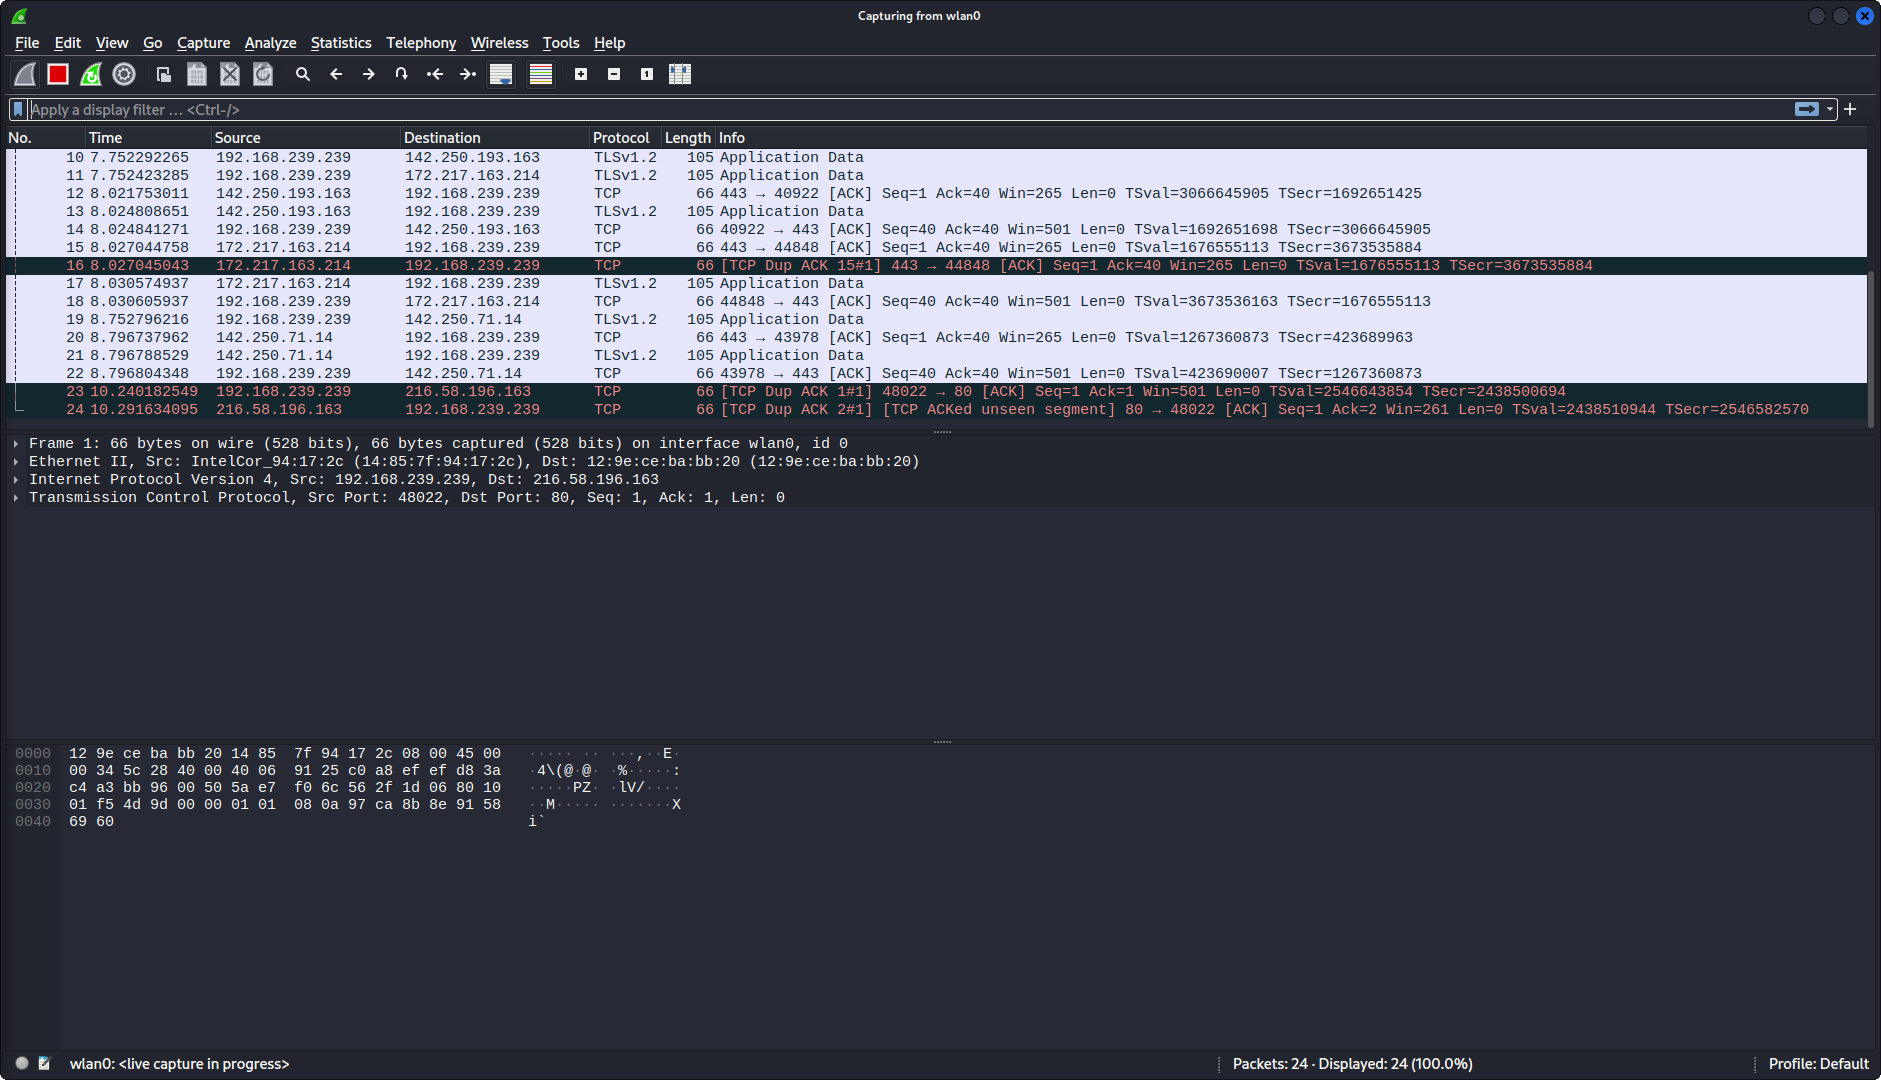 Capturing from wlan0
File Edit View Go Capture Analyze Statistics Telephony Wireless Tools Help
Apply a display filter … <Ctrl-/>
No. Time Source Destination Protocol Length Info
10 7.752292265 192.168.239.239 142.250.193.163 TLSv1.2 105 Application Data
11 7.752423285 192.168.239.239 172.217.163.214 TLSv1.2 105 Application Data
12 8.021753011 142.250.193.163 192.168.239.239 TCP 66 443 → 40922 [ACK] Seq=1 Ack=40 Win=265 Len=0 TSval=3066645905 TSecr=1692651425
13 8.024808651 142.250.193.163 192.168.239.239 TLSv1.2 105 Application Data
14 8.024841271 192.168.239.239 142.250.193.163 TCP 66 40922 → 443 [ACK] Seq=40 Ack=40 Win=501 Len=0 TSval=1692651698 TSecr=3066645905
15 8.027044758 172.217.163.214 192.168.239.239 TCP 66 443 → 44848 [ACK] Seq=1 Ack=40 Win=265 Len=0 TSval=1676555113 TSecr=3673535884
16 8.027045043 172.217.163.214 192.168.239.239 TCP 66 [TCP Dup ACK 15#1] 443 → 44848 [ACK] Seq=1 Ack=40 Win=265 Len=0 TSval=1676555113 TSecr=3673535884
17 8.030574937 172.217.163.214 192.168.239.239 TLSv1.2 105 Application Data
18 8.030605937 192.168.239.239 172.217.163.214 TCP 66 44848 → 443 [ACK] Seq=40 Ack=40 Win=501 Len=0 TSval=3673536163 TSecr=1676555113
19 8.752796216 192.168.239.239 142.250.71.14 TLSv1.2 105 Application Data
20 8.796737962 142.250.71.14 192.168.239.239 TCP 66 443 → 43978 [ACK] Seq=1 Ack=40 Win=265 Len=0 TSval=1267360873 TSecr=423689963
21 8.796788529 142.250.71.14 192.168.239.239 TLSv1.2 105 Application Data
22 8.796804348 192.168.239.239 142.250.71.14 TCP 66 43978 → 443 [ACK] Seq=40 Ack=40 Win=501 Len=0 TSval=423690007 TSecr=1267360873
23 10.240182549 192.168.239.239 216.58.196.163 TCP 66 [TCP Dup ACK 1#1] 48022 → 80 [ACK] Seq=1 Ack=1 Win=501 Len=0 TSval=2546643854 TSecr=2438500694
24 10.291634095 216.58.196.163 192.168.239.239 TCP 66 [TCP Dup ACK 2#1] [TCP ACKed unseen segment] 80 → 48022 [ACK] Seq=1 Ack=2 Win=261 Len=0 TSval=2438510944 TSecr=2546582570
Frame 1: 66 bytes on wire (528 bits), 66 bytes captured (528 bits) on interface wlan0, id 0
Ethernet II, Src: IntelCor_94:17:2c (14:85:7f:94:17:2c), Dst: 12:9e:ce:ba:bb:20 (12:9e:ce:ba:bb:20)
Internet Protocol Version 4, Src: 192.168.239.239, Dst: 216.58.196.163
Transmission Control Protocol, Src Port: 48022, Dst Port: 80, Seq: 1, Ack: 1, Len: 0
0000 12 9e ce ba bb 20 14 85 7f 94 17 2c 08 00 45 00 ····· ·· ···,··E·
0010 00 34 5c 28 40 00 40 06 91 25 c0 a8 ef ef d8 3a ·4\(@·@· ·%·····:
0020 c4 a3 bb 96 00 50 5a e7 f0 6c 56 2f 1d 06 80 10 ·····PZ· ·lV/····
0030 01 f5 4d 9d 00 00 01 01 08 0a 97 ca 8b 8e 91 58 ··M····· ·······X
0040 69 60 i`
wlan0: <live capture in progress>
Packets: 24 · Displayed: 24 (100.0%)
Profile: Default